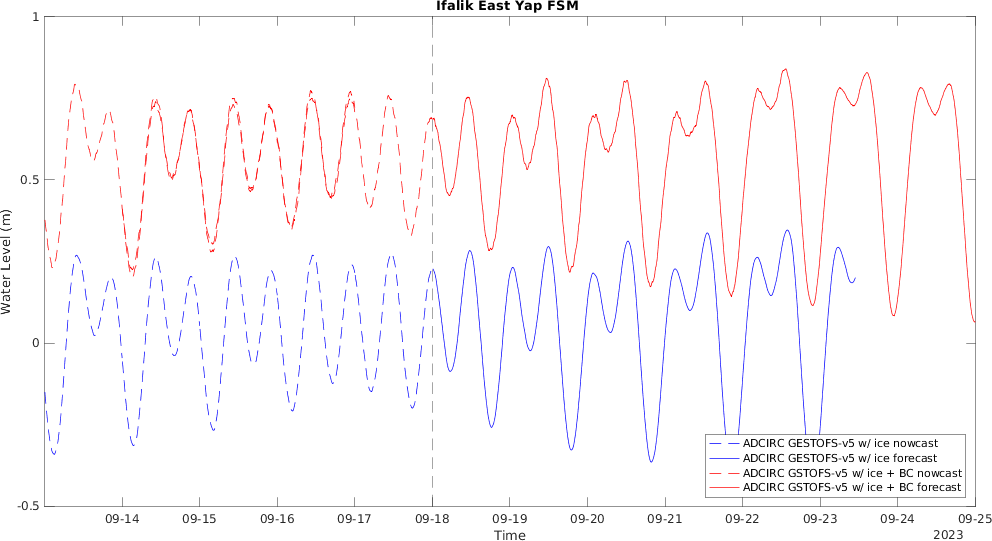 Ifalik East Yap FSM
1
0.5
0
-0.5
Water Level (m)
ADCIRC GESTOFS-v5 w/ ice nowcast
ADCIRC GESTOFS-v5 w/ ice forecast
ADCIRC GSTOFS-v5 w/ ice + BC nowcast
ADCIRC GSTOFS-v5 w/ ice + BC forecast
09-14 09-15 09-16 09-17 09-18 09-19 09-20 09-21 09-22 09-23 09-24 09-25
Time
2023